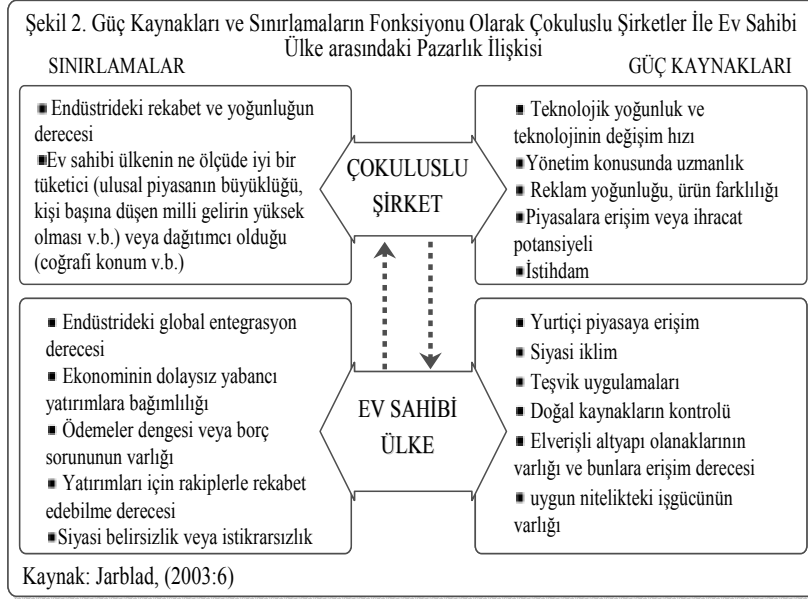 Şekil 2. Güç Kaynakları ve Sınırlamaların Fonksiyonu Olarak Çokuluslu Şirketler İle Ev Sahibi
Ülke arasındaki Pazarlık İlişkisi
SINIRLAMALAR
GÜÇ KAYNAKLARI
▪ Endüstrideki rekabet ve yoğunluğun
derecesi
▪Ev sahibi ülkenin ne ölçüde iyi bir
tüketici (ulusal piyasanın büyüklüğü,
kişi başına düşen milli gelirin yüksek
olması v.b.) veya dağıtımcı olduğu
(coğrafi konum v.b.)
ÇOKULUSLU
ŞİRKET
▪ Teknolojik yoğunluk ve
teknolojinin değişim hızı
▪Yönetim konusunda uzmanlık
▪ Reklam yoğunluğu, ürün farklılığı
▪Piyasalara erişim veya ihracat
potansiyeli
▪İstihdam
▪ Endüstrideki global entegrasyon
derecesi
▪ Ekonominin dolaysız yabancı
yatırımlara bağımlılığı
▪ Ödemeler dengesi veya borç
sorununun varlığı
▪ Yatırımları için rakiplerle rekabet
edebilme derecesi
▪Siyasi belirsizlik veya istikrarsızlık
EV SAHİBİ
ÜLKE
▪ Yurtiçi piyasaya erişim
▪ Siyasi iklim
▪ Teşvik uygulamaları
▪ Doğal kaynakların kontrolü
▪ Elverişli altyapı olanaklarının
varlığı ve bunlara erişim derecesi
▪ uygun nitelikteki işgücünün
varlığı
Kaynak: Jarblad, (2003:6)